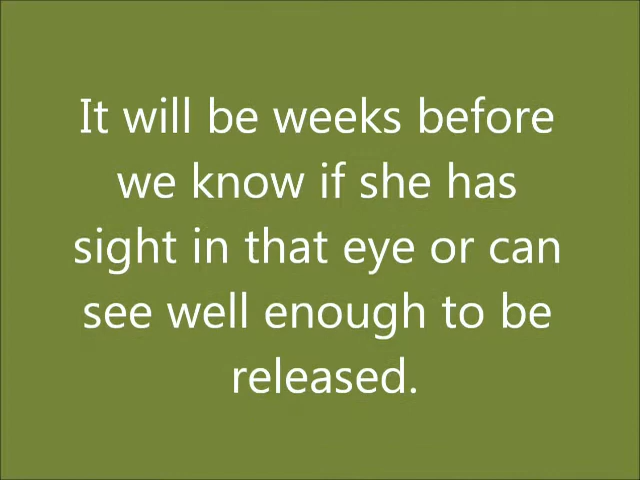 It will be weeks before
we know if she has
sight in that eye or can
see well enough to be
released.